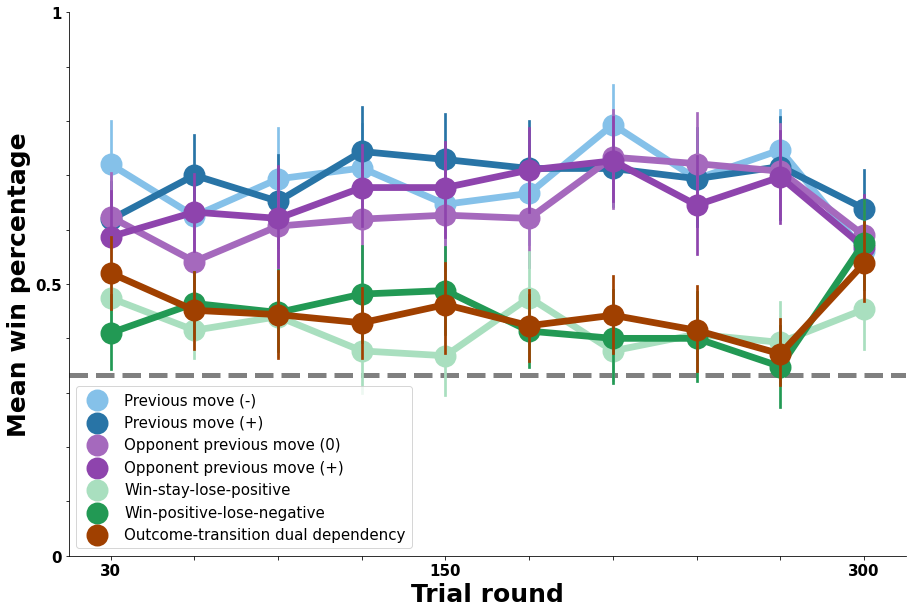 1
Mean win percentage
0.5
Previous move (-)
Previous move (+)
Opponent previous move (0)
Opponent previous move (+)
Win-stay-lose-positive
Win-positive-lose-negative
Outcome-transition dual dependency
0
30
150
300
Trial round